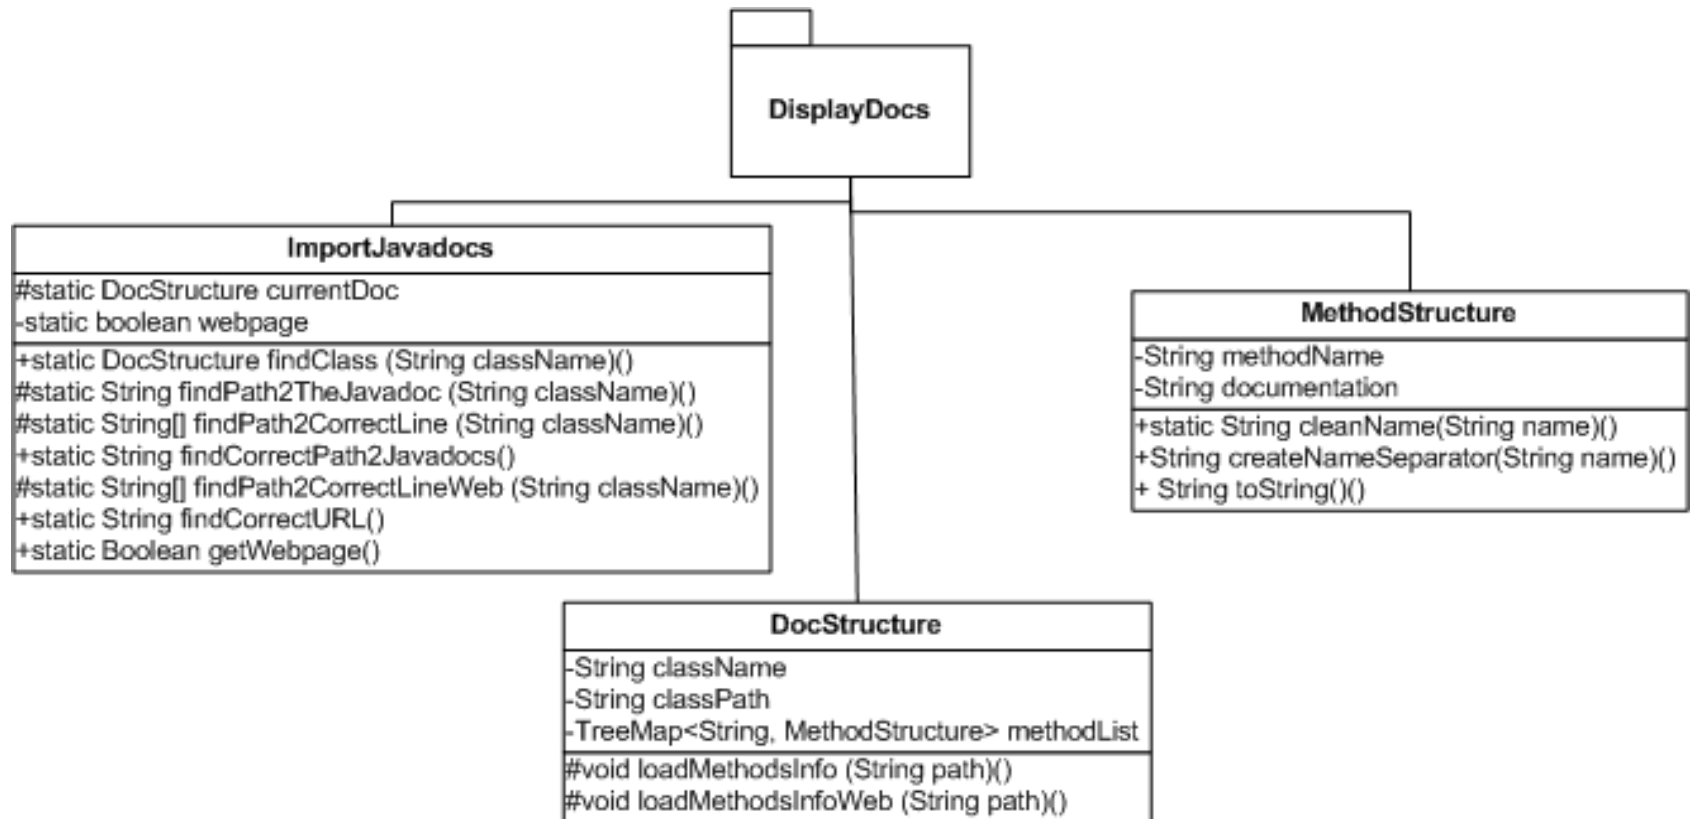 DisplayDocs
ImportJavadocs
#static DocStructure currentDoc
-static boolean webpage
+static DocStructure findClass (String className)()
#static String findPath2TheJavadoc (String className)()
#static String[] findPath2CorrectLine (String className)()
+static String findCorrectPath2Javadocs()
#static String[] findPath2CorrectLineWeb (String className)()
+static String findCorrectURL()
+static Boolean getWebpage()
MethodStructure
-String methodName
-String documentation
+static String cleanName(String name)()
+String createNameSeparator(String name)()
+ String toString()()
DocStructure
-String className
-String classPath
-TreeMap<String, MethodStructure> methodList
#void loadMethodsInfo (String path)()
#void loadMethodsInfoWeb (String path)()